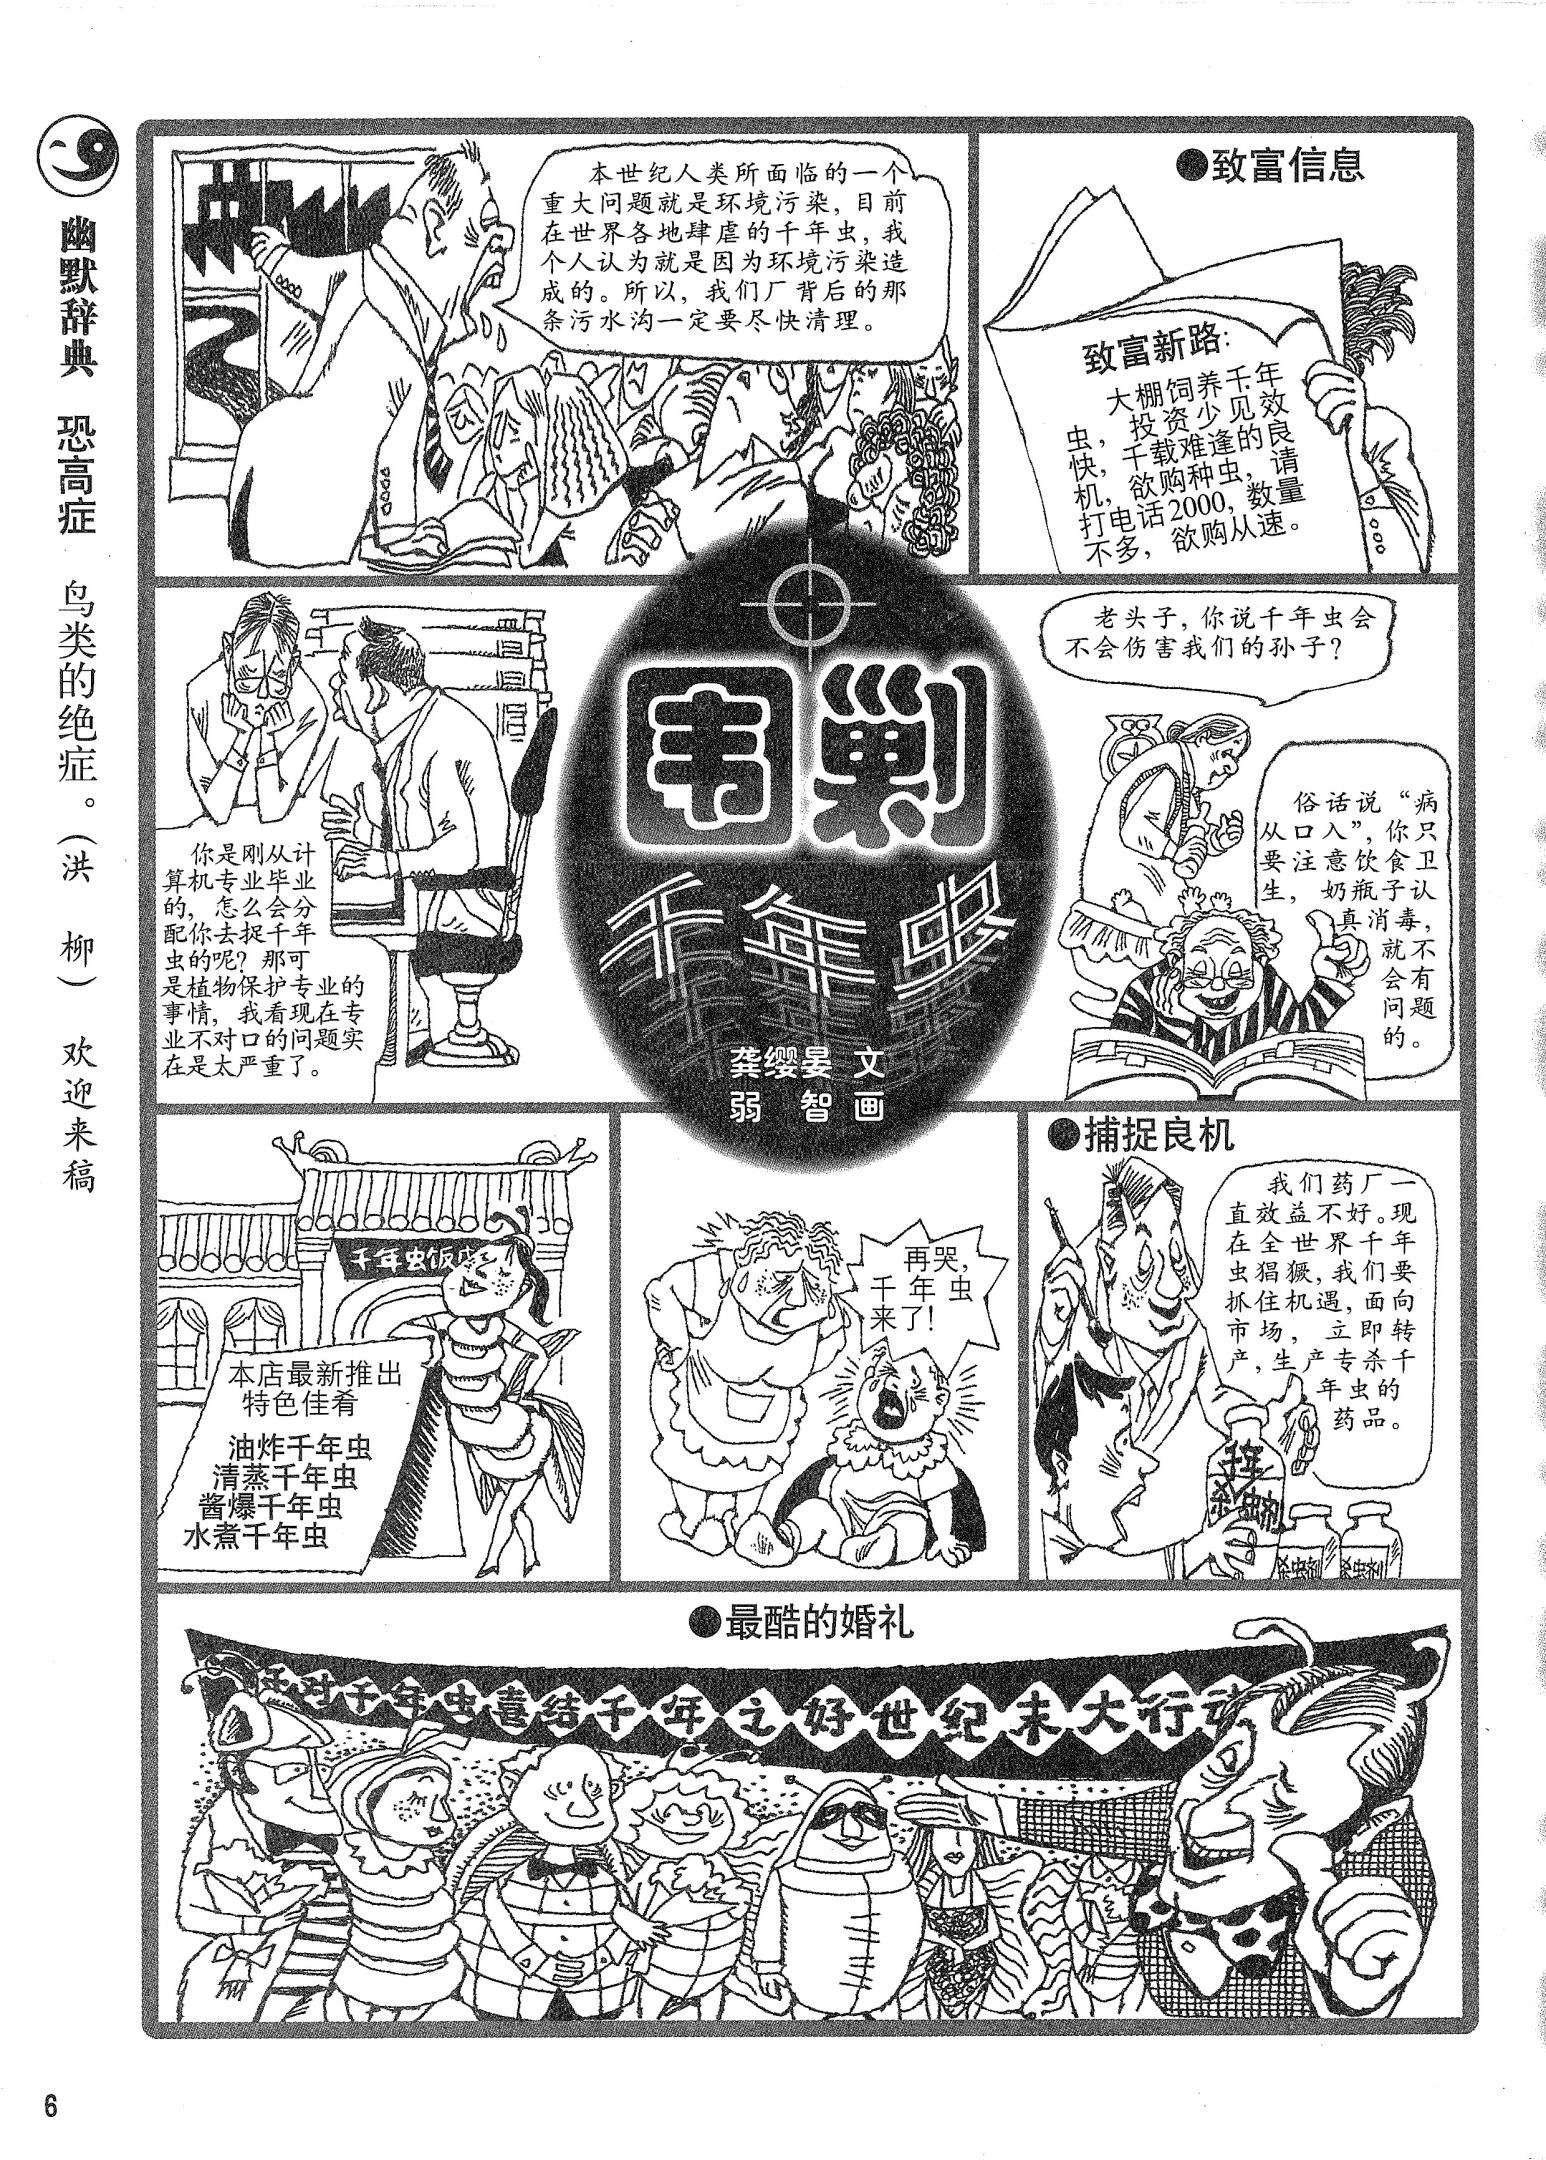 幽默辞典 恐高症 鸟类的绝症。(洪 柳) 欢迎来稿
本世纪人类所面临的一个
重大问题就是环境污染,目前
在世界各地肆虐的千年虫,我
个人认为就是因为环境污染造
成的。所以,我们厂背后的那
条污水沟一定要尽快清理。
●致富信息
致富新路:
大棚饲养千年
虫,投资少见效
快,千载难逢的良
机,欲购种虫,请
打电话2000,数量
不多,欲购从速。
你是刚从计
算机专业毕业
的,怎么会分
配你去捉千年
虫的呢?那可
是植物保护专业的
事情,我看现在专
业不对口的问题实
在是太严重了。
围剿
千年虫
龚缨晏 文
弱 智 画
老头子,你说千年虫会
不会伤害我们的孙子?
俗话说“病
从口入”,你只
要注意饮食卫
生,奶瓶子认
真消毒,
就不
会有
问题
的。
千年虫饭店
本店最新推出
特色佳肴
油炸千年虫
清蒸千年虫
酱爆千年虫
水煮千年虫
再哭,
千年虫
来了!
●捕捉良机
我们药厂一
直效益不好。现
在全世界千年
虫猖獗,我们要
抓住机遇,面向
市场,立即转
产,生产专杀千
年虫的
药品。
千年
杀虫剂
●最酷的婚礼
对千年虫喜结千年之好世纪末大行动
6